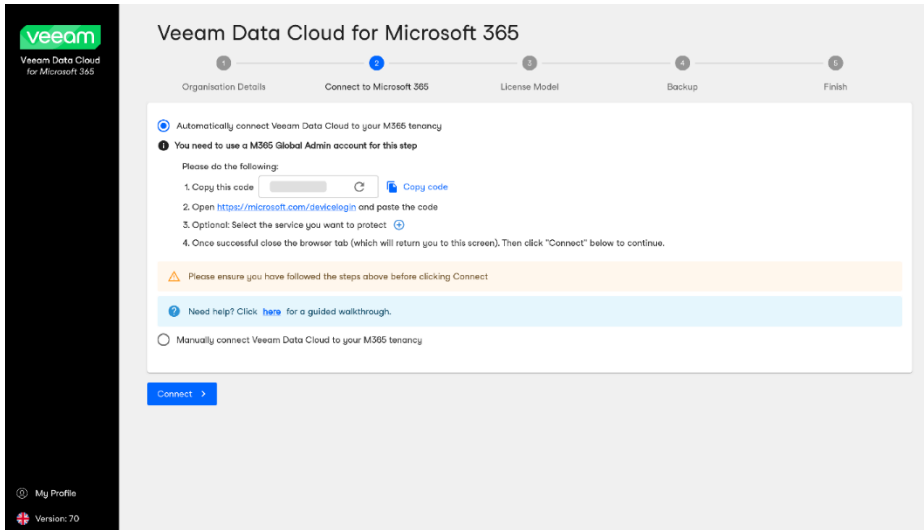 veeam
Veeam Data Cloud
for Microsoft 365
Veeam Data Cloud for Microsoft 365
1
2
3
4
5
Organisation Details
Connect to Microsoft 365
License Model
Backup
Finish
Automatically connect Veeam Data Cloud to your M365 tenancy
You need to use a M365 Global Admin account for this step
Please do the following:
1. Copy this code
Copy code
2. Open https://microsoft.com/devicelogin and paste the code
3. Optional: Select the service you want to protect
4. Once successful close the browser tab (which will return you to this screen). Then click "Connect" below to continue.
Please ensure you have followed the steps above before clicking Connect
Need help? Click here for a guided walkthrough.
Manually connect Veeam Data Cloud to your M365 tenancy
Connect
My Profile
Version: 70